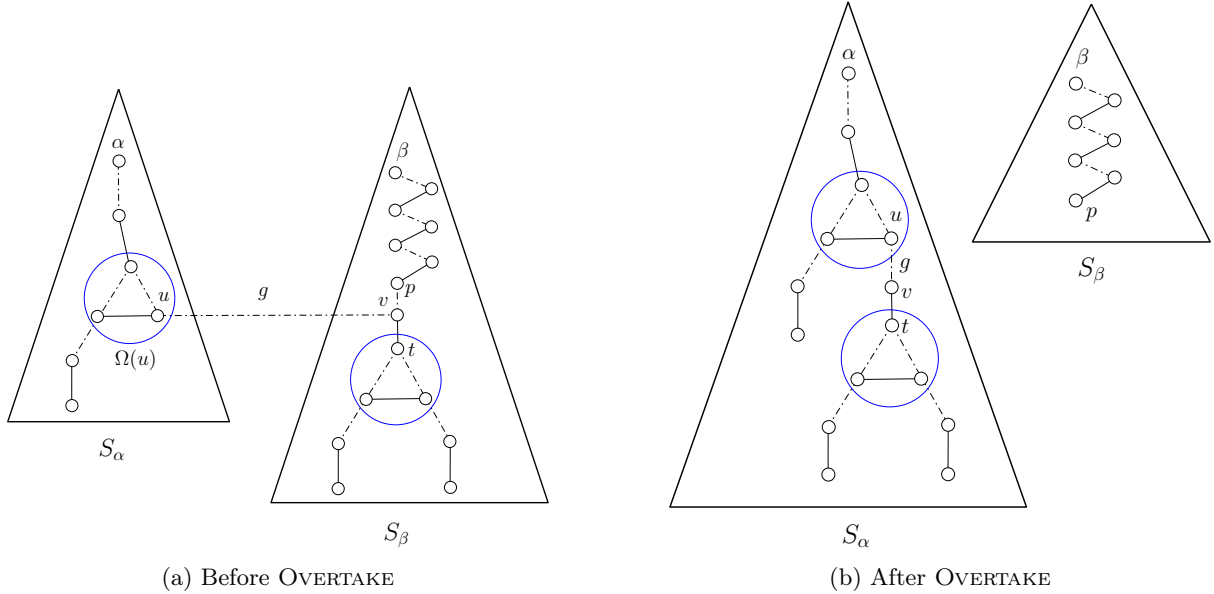 α
u
Ω(u)
S_α
g
β
p
v
t
S_β
(a) Before OVERTAKE
α
u
g
v
t
S_α
β
p
S_β
(b) After OVERTAKE